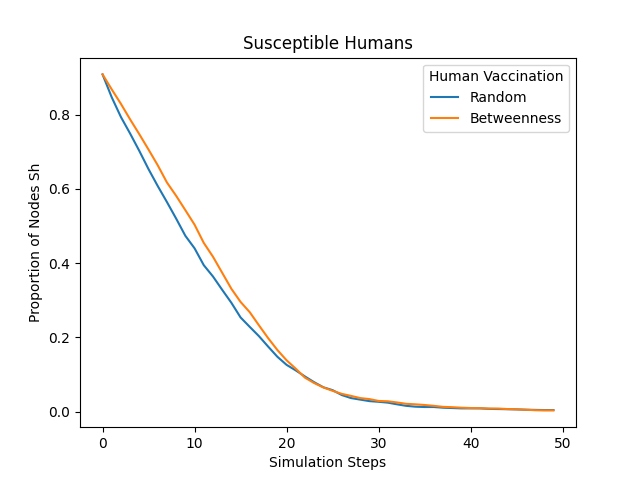 Susceptible Humans
Human Vaccination
Random
Betweenness
Proportion of Nodes Sh
0.8
0.6
0.4
0.2
0.0
0 10 20 30 40 50
Simulation Steps